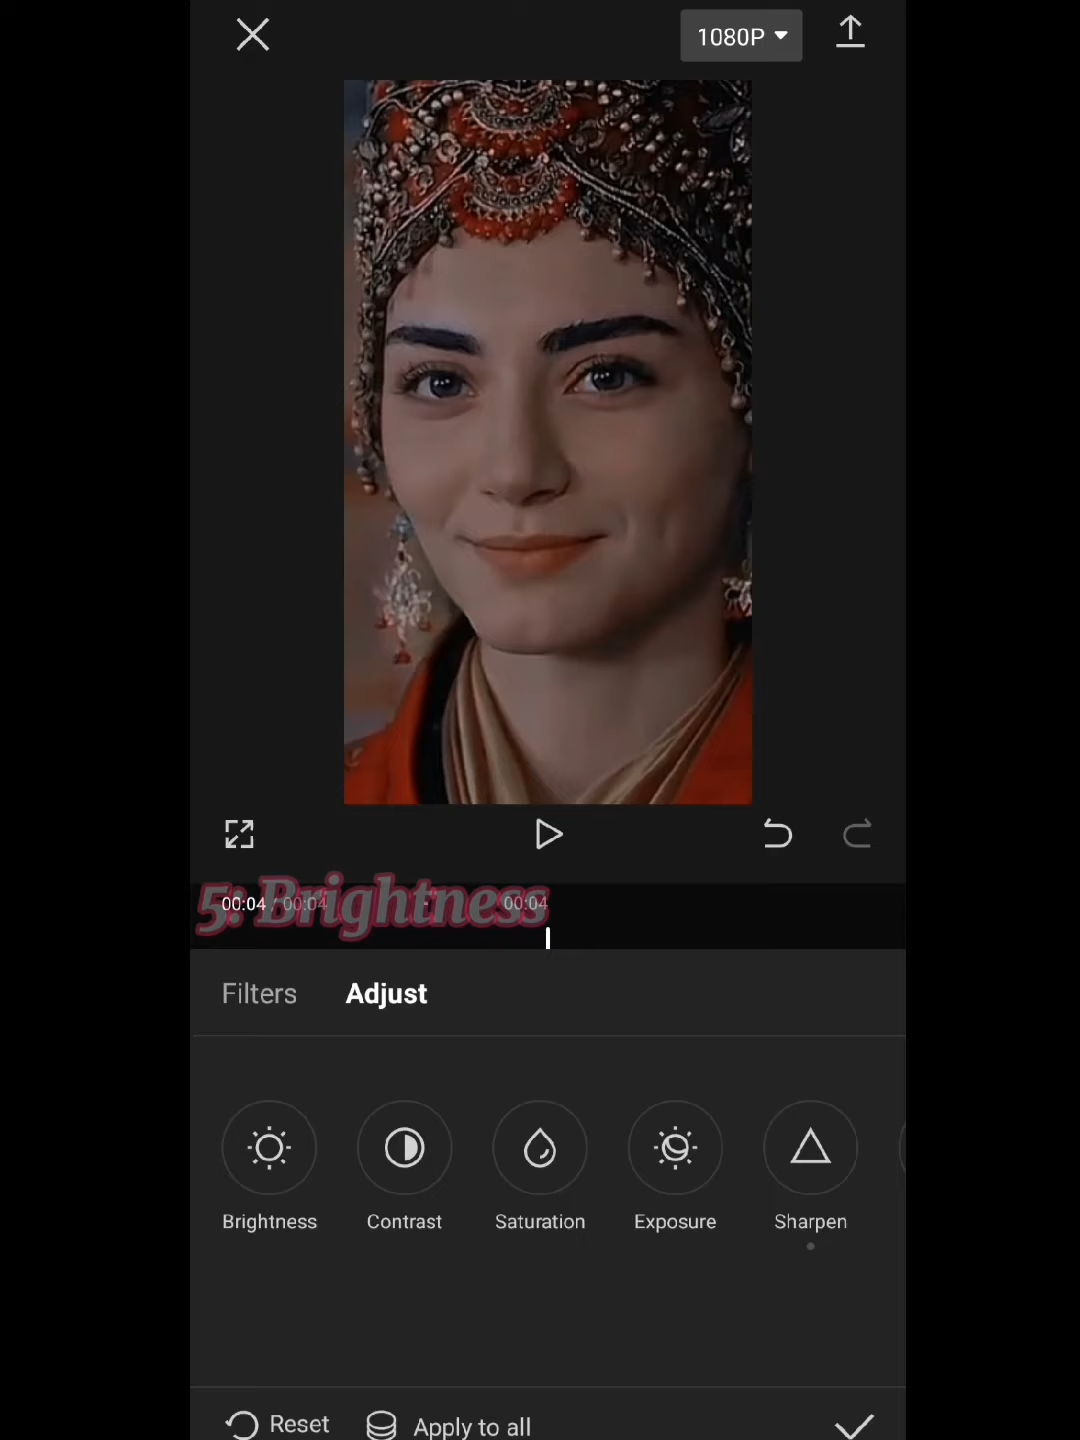 1080P
5: Brightness
00:04 / 00:04
00:04
Filters
Adjust
Brightness
Contrast
Saturation
Exposure
Sharpen
Reset
Apply to all